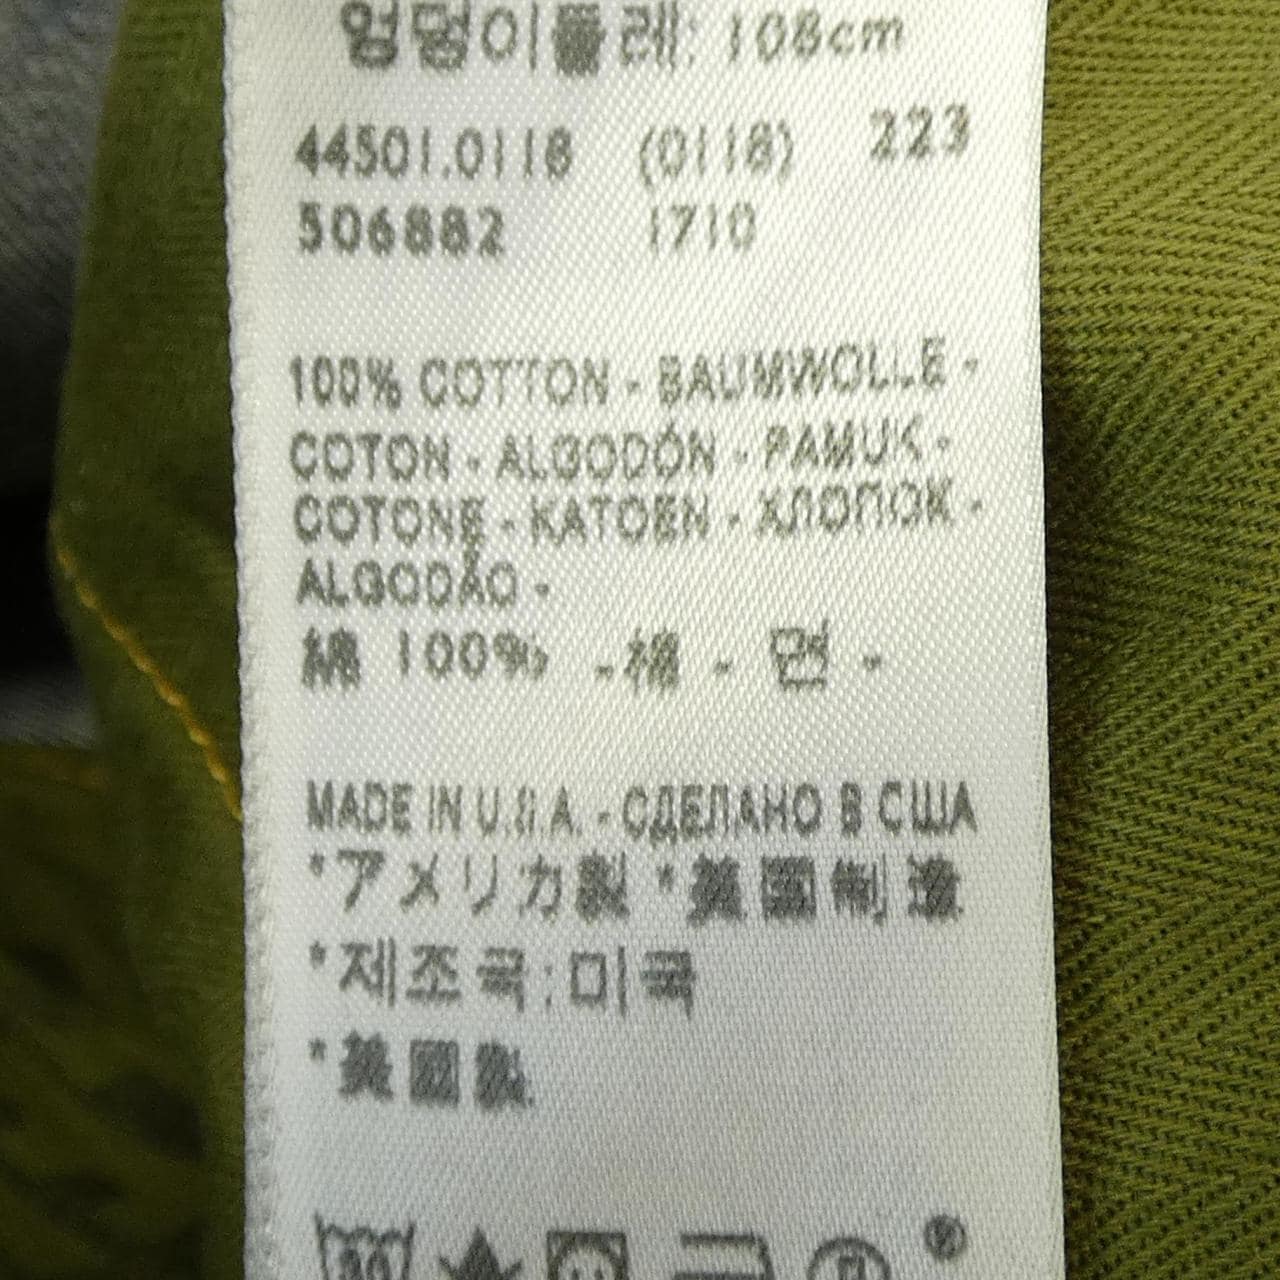 엉덩이둘레: 108cm
44501.0118 (0118) 223
506882 1710
100% COTTON - BAUMWOLLE -
COTON - ALGODÓN - PAMUK -
COTONE - KATOEN - ХЛОПОК -
ALGODÃO -
綿 100% - 棉 - 면 -
MADE IN U.S.A. - СДЕЛАНО В США
*アメリカ製 *美國制造
*제조국:미국
*美國製
30